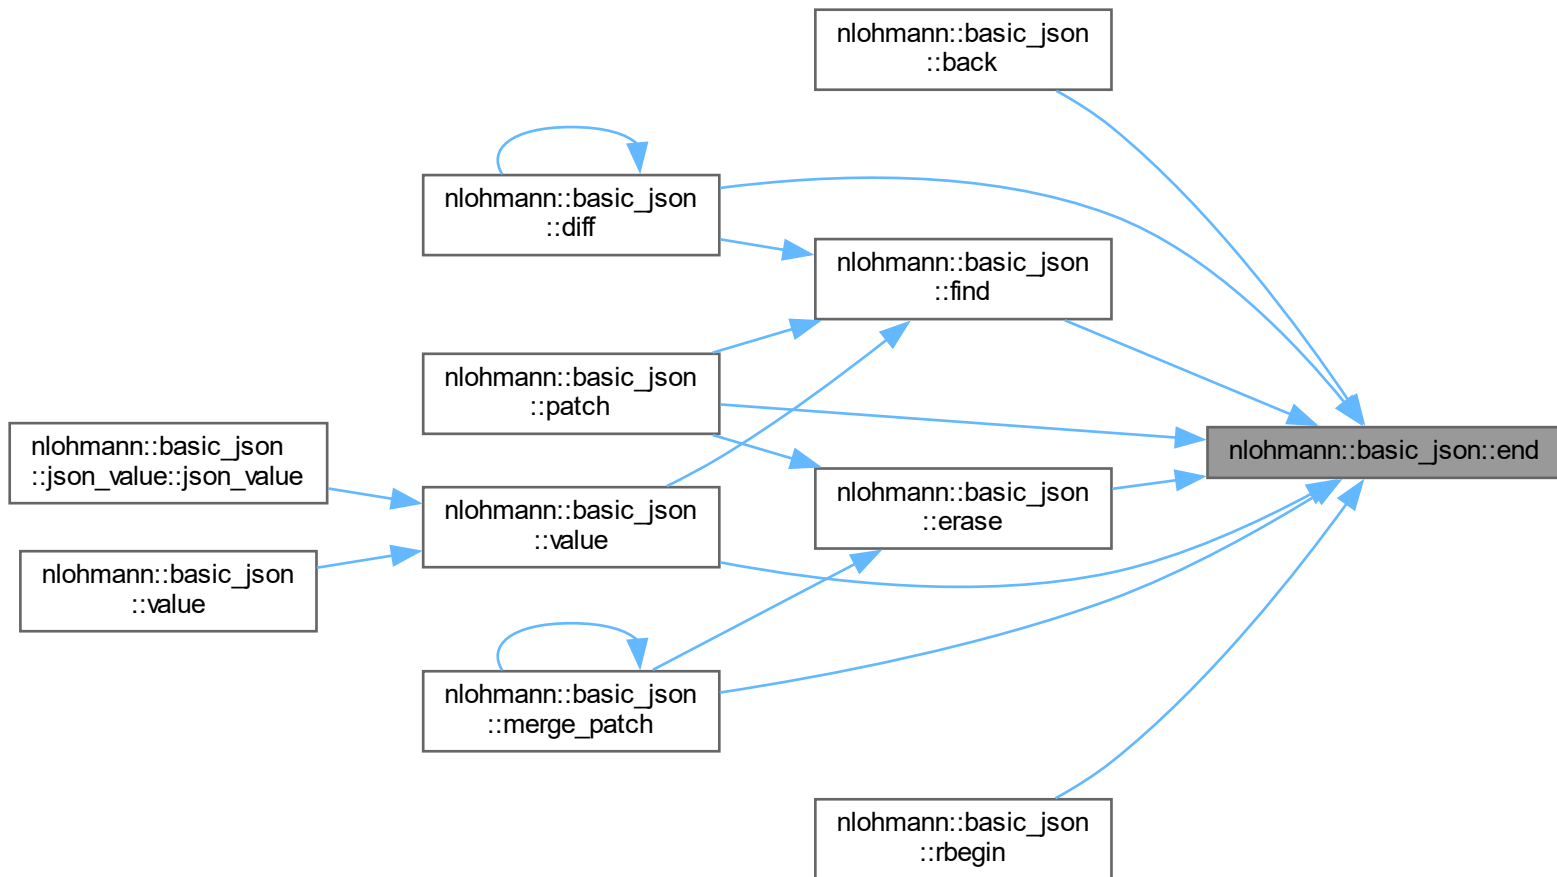 nlohmann::basic_json
::back
nlohmann::basic_json
::diff
nlohmann::basic_json
::find
nlohmann::basic_json
::patch
nlohmann::basic_json
::json_value::json_value
nlohmann::basic_json::end
nlohmann::basic_json
::erase
nlohmann::basic_json
::value
nlohmann::basic_json
::value
nlohmann::basic_json
::merge_patch
nlohmann::basic_json
::rbegin